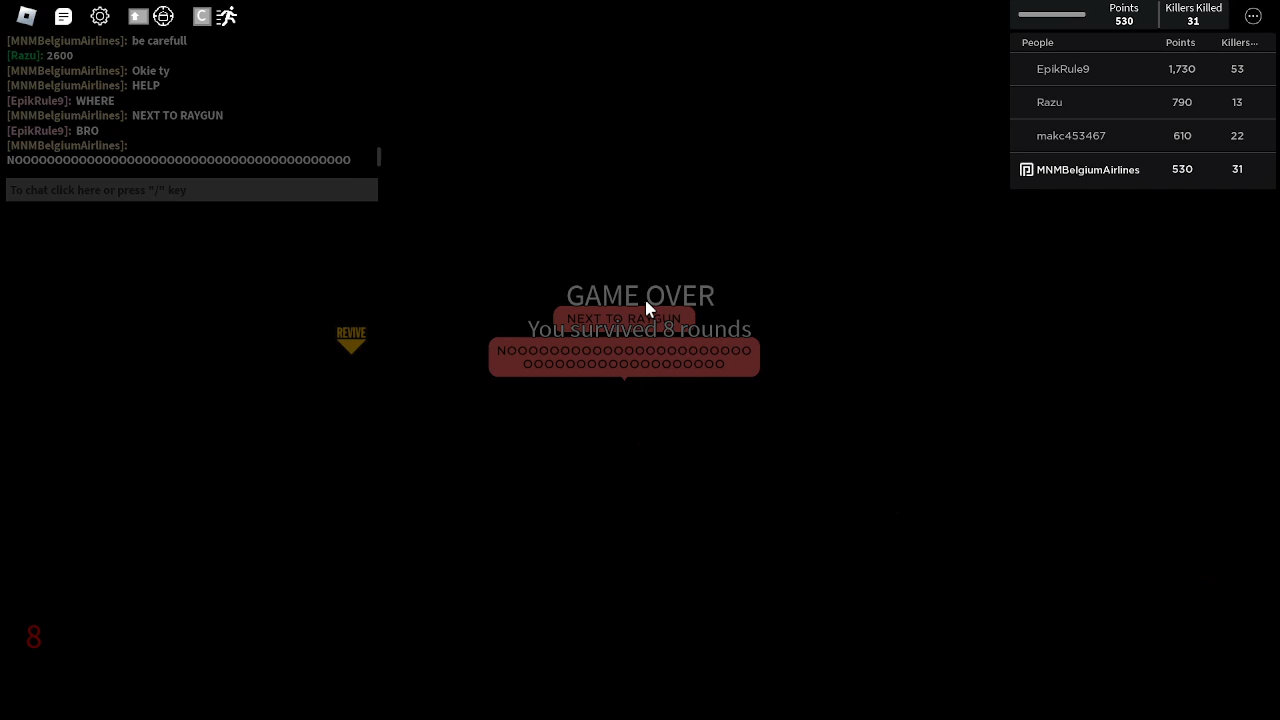 Points
530
Killers Killed
31
C
[MNMBelgiumAirlines]: be carefull
[Razu]: 2600
[MNMBelgiumAirlines]: Okie ty
[MNMBelgiumAirlines]: HELP
[EpikRule9]: WHERE
[MNMBelgiumAirlines]: NEXT TO RAYGUN
[EpikRule9]: BRO
[MNMBelgiumAirlines]:
NOOOOOOOOOOOOOOOOOOOOOOOOOOOOOOOOOOOOOOOOOO
To chat click here or press "/" key
People Points Killers...
EpikRule9 1,730 53
Razu 790 13
makc453467 610 22
MNMBelgiumAirlines 530 31
GAME OVER
NEXT TO RAYGUN
You survived 8 rounds
REVIVE
NOOOOOOOOOOOOOOOOOOOOOOO
OOOOOOOOOOOOOOOOOO
8